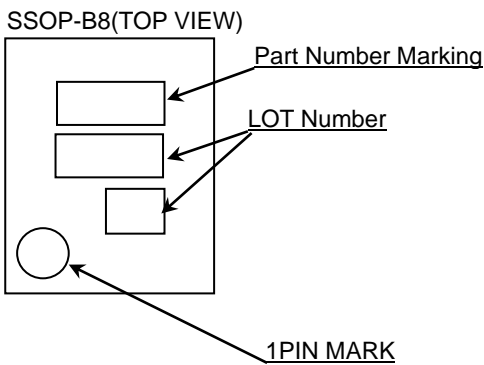 SSOP-B8(TOP VIEW)
Part Number Marking
LOT Number
1PIN MARK